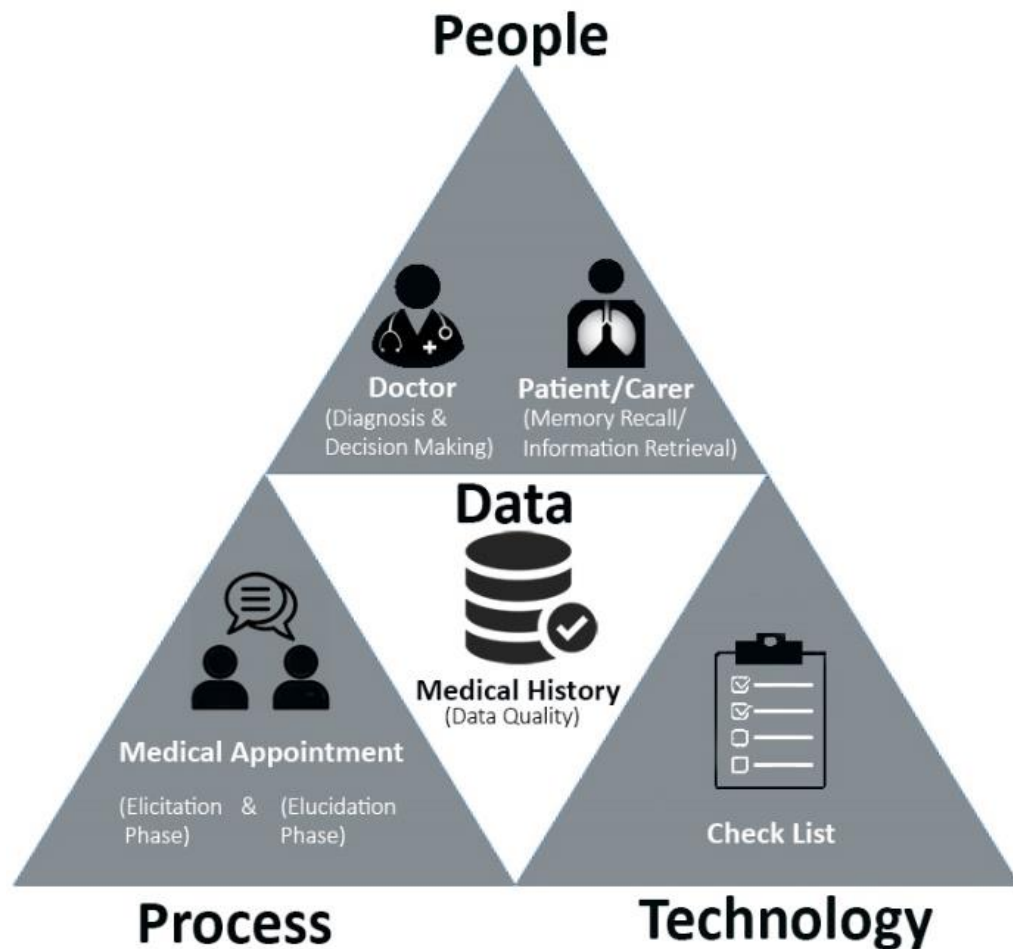 People
Doctor
(Diagnosis &
Decision Making)
Patient/Carer
(Memory Recall/
Information Retrieval)
Data
Medical History
(Data Quality)
Medical Appointment
(Elicitation & (Elucidation
Phase) Phase)
Check List
Process
Technology